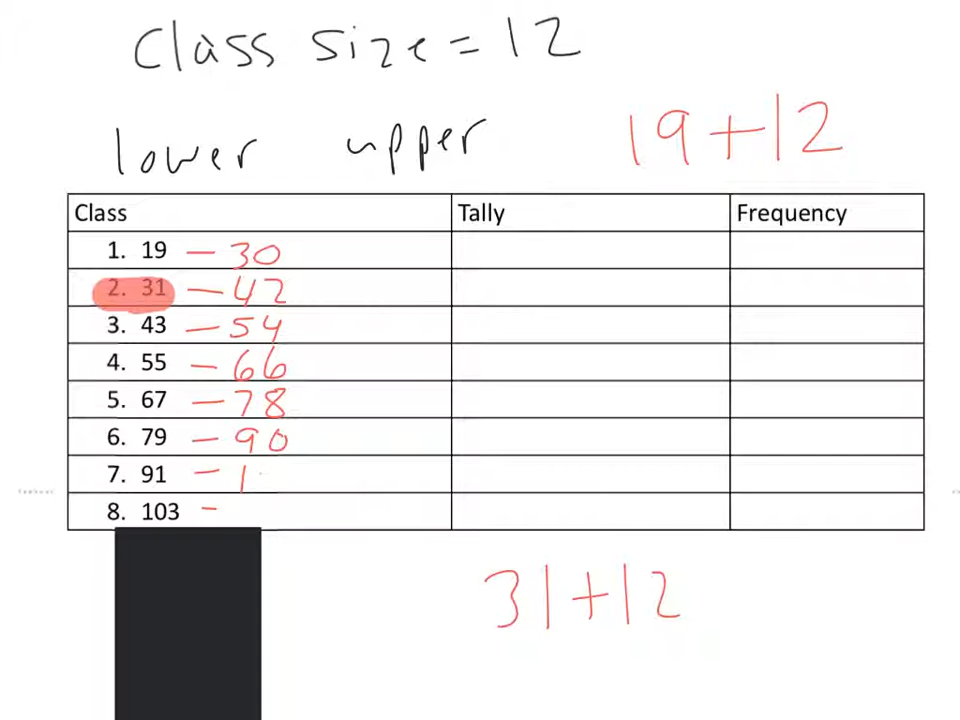 class size = 12
lower upper 19+12
Class Tally Frequency
1. 19 – 30
2. 31 – 42
3. 43 – 54
4. 55 – 66
5. 67 – 78
6. 79 – 90
7. 91 – 1
8. 103 –
31+12